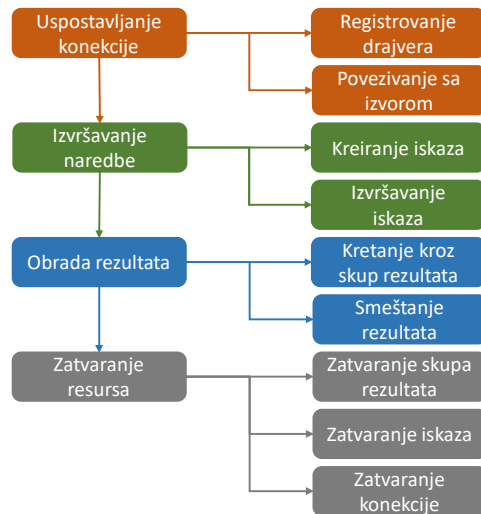 Uspostavljanje
konekcije
Registrovanje
drajvera
Povezivanje sa
izvorom
Izvršavanje
naredbe
Kreiranje iskaza
Izvršavanje
iskaza
Obrada rezultata
Kretanje kroz
skup rezultata
Smeštanje
rezultata
Zatvaranje
resursa
Zatvaranje skupa
rezultata
Zatvaranje iskaza
Zatvaranje
konekcije